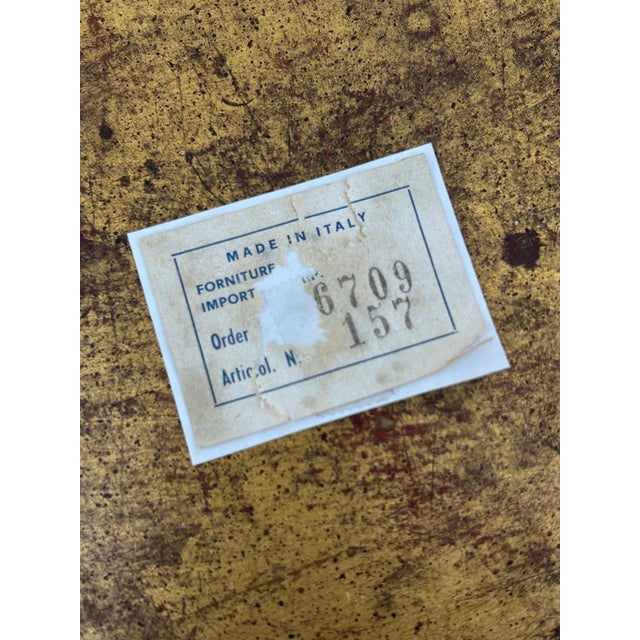 MADE IN ITALY
FORNITURE
IMPORT
Order 6709
Articol. N. 157